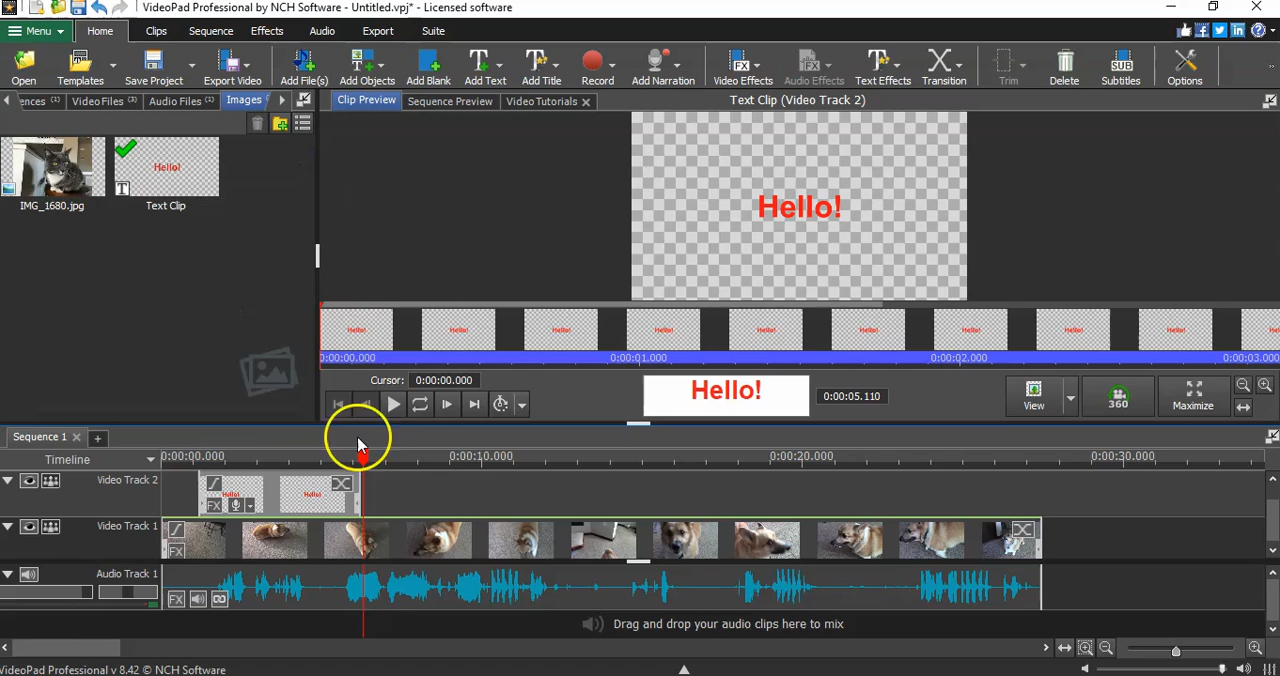 VideoPad Professional by NCH Software - Untitled.vpj* - Licensed software
Menu Home Clips Sequence Effects Audio Export Suite
Open Templates Save Project Export Video Add File(s) Add Objects Add Blank Add Text Add Title Record Add Narration Video Effects Audio Effects Text Effects Transition Trim Delete Subtitles Options
ences (1) Video Files (3) Audio Files (1) Images Clip Preview Sequence Preview Video Tutorials Text Clip (Video Track 2)
Hello!
T
IMG_1680.jpg Text Clip
Hello!
Hello! Hello! Hello! Hello! Hello! Hello! Hello! Hello! Hello!
0:00:00.000 0:00:01.000 0:00:02.000 0:00:03.000
Cursor: 0:00:00.000
Hello!
0:00:05.110
View 360 Maximize
Sequence 1
Timeline 0:00:00.000 0:00:10.000 0:00:20.000 0:00:30.000
Video Track 2
Hello! Hello!
FX
Video Track 1
FX
Audio Track 1
FX
Drag and drop your audio clips here to mix
VideoPad Professional v 8.42 © NCH Software